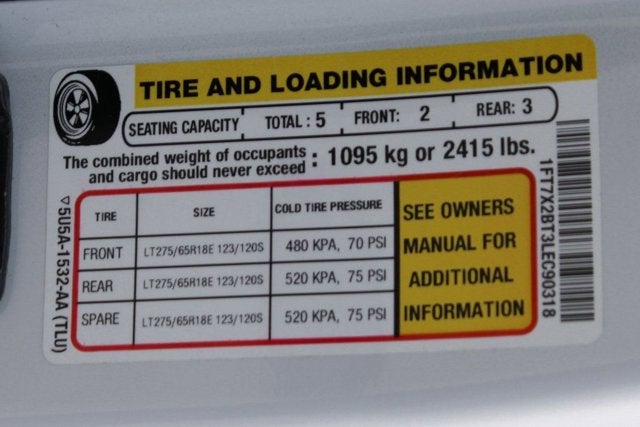 TIRE AND LOADING INFORMATION
SEATING CAPACITY TOTAL : 5 FRONT: 2 REAR: 3
The combined weight of occupants
and cargo should never exceed : 1095 kg or 2415 lbs.
TIRE SIZE COLD TIRE PRESSURE
FRONT LT275/65R18E 123/120S 480 KPA, 70 PSI
REAR LT275/65R18E 123/120S 520 KPA, 75 PSI
SPARE LT275/65R18E 123/120S 520 KPA, 75 PSI
SEE OWNERS
MANUAL FOR
ADDITIONAL
INFORMATION
▽5U5A-1532-AA (TLU)
1FT7X2BT3LEC90318